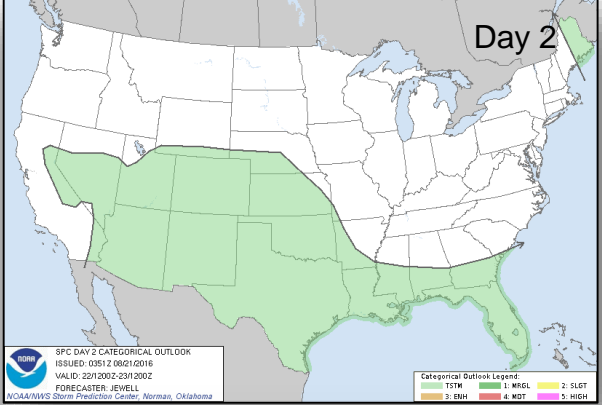 Day 2
SPC DAY 2 CATEGORICAL OUTLOOK
ISSUED: 0351Z 08/21/2016
VALID: 22/1200Z-23/1200Z
FORECASTER: JEWELL
NOAA/NWS Storm Prediction Center, Norman, Oklahoma
NOAA
Categorical Outlook Legend:
TSTM 1: MRGL 2: SLGT
3: ENH 4: MDT 5: HIGH